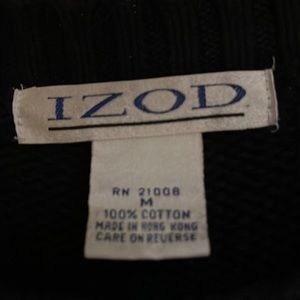 IZOD
RN 21008
M
100% COTTON
MADE IN HONG KONG
CARE ON REVERSE